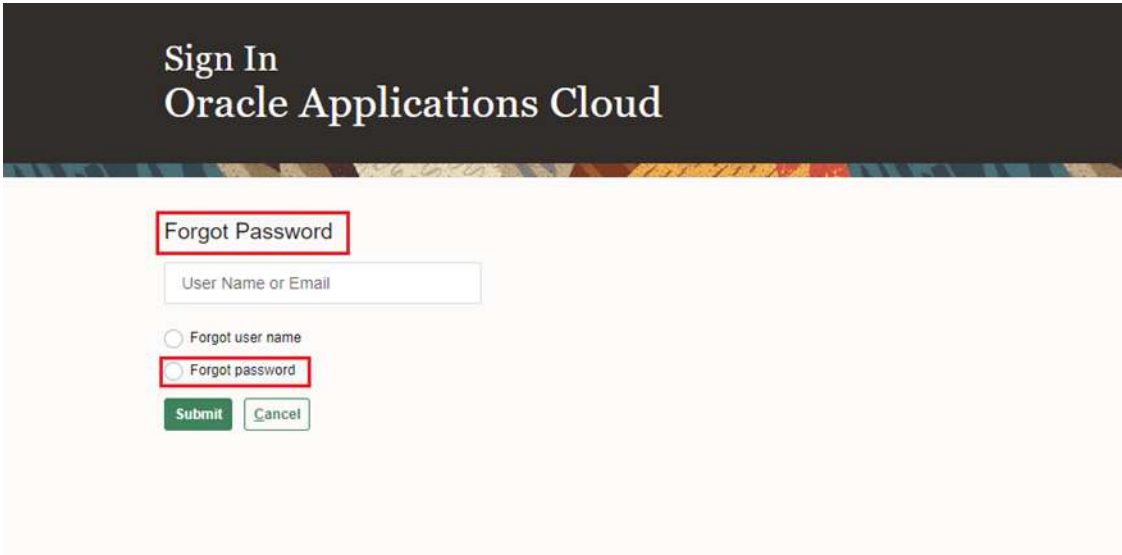 Sign In
Oracle Applications Cloud
Forgot Password
User Name or Email
Forgot user name
Forgot password
Submit Cancel